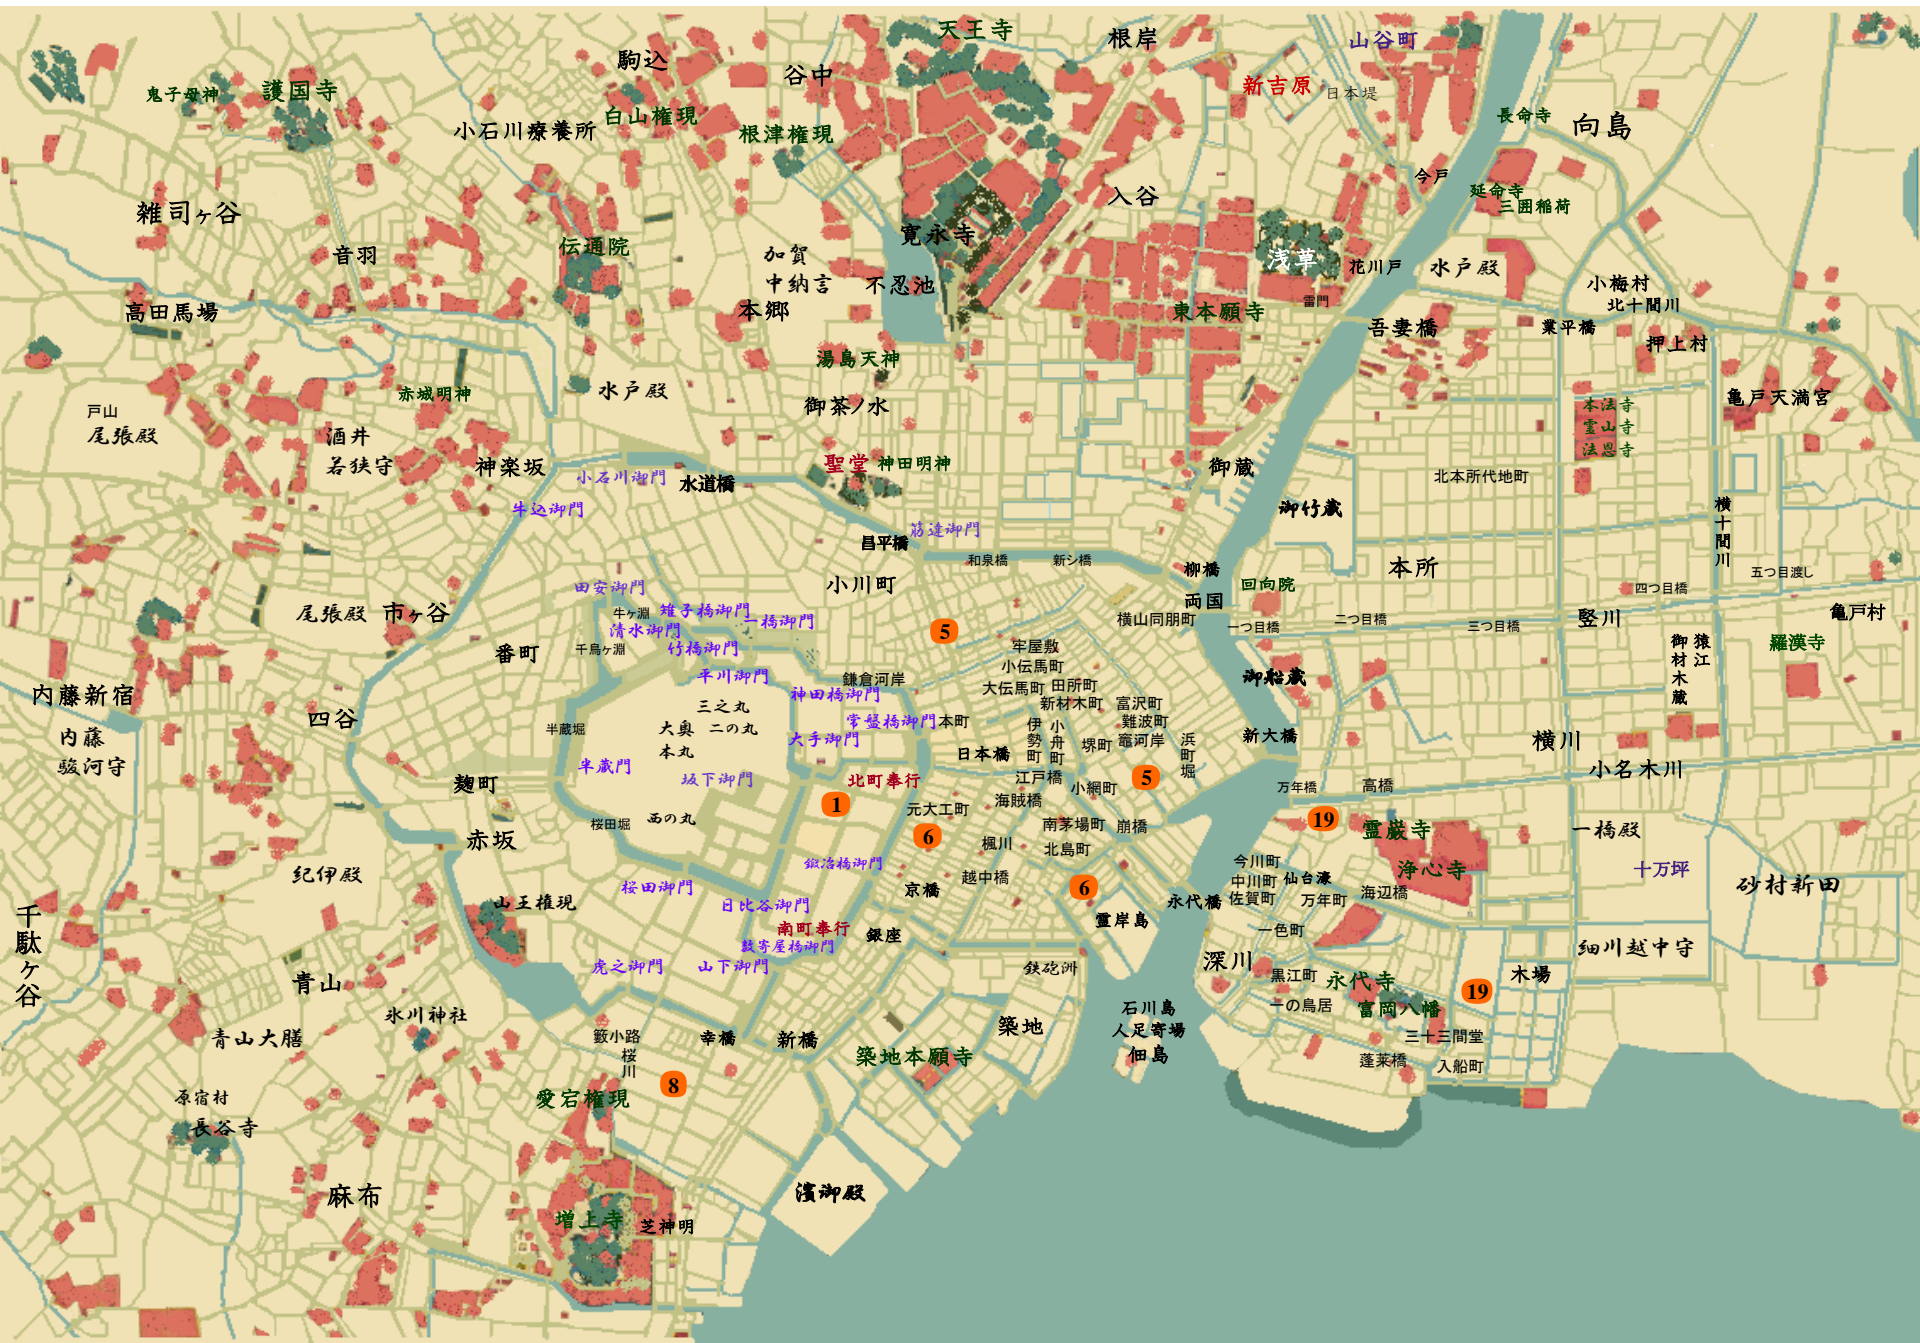 天王寺
根岸
山谷町
駒込
谷中
新吉原
日本堤
鬼子母神
護国寺
白山権現
根津権現
小石川療養所
長命寺
向島
今戸
延命寺
三囲稲荷
入谷
雑司ヶ谷
音羽
伝通院
加賀
中納言
寛永寺
不忍池
浅草
花川戸
水戸殿
小梅村
北十間川
高田馬場
本郷
東本願寺
雷門
吾妻橋
業平橋
押上村
湯島天神
赤城明神
水戸殿
御茶ノ水
亀戸天満宮
本法寺
霊山寺
法恩寺
戸山
尾張殿
酒井
若狭守
神楽坂
小石川御門
水道橋
聖堂
神田明神
御蔵
北本所代地町
牛込御門
御竹蔵
横十間川
昌平橋
筋違御門
和泉橋
新シ橋
柳橋
本所
五つ目渡し
田安御門
小川町
回向院
四つ目橋
尾張殿
市ヶ谷
牛ヶ淵
雉子橋御門
一橋御門
両国
横山同朋町
一つ目橋
二つ目橋
三つ目橋
竪川
亀戸村
清水御門
竹橋御門
千鳥ヶ淵
番町
5
牢屋敷
小伝馬町
猿江
御材木蔵
羅漢寺
平川御門
鎌倉河岸
神田橋御門
大伝馬町
田所町
御船蔵
内藤新宿
四谷
三之丸
新材木町
富沢町
内藤
駿河守
半蔵堀
大奥
二の丸
本丸
大手御門
常盤橋御門
本町
伊勢町
小舟町
難波町
堺町
竈河岸
浜町堀
新大橋
横川
日本橋
半蔵門
坂下御門
北町奉行
江戸橋
5
小名木川
麹町
1
海賊橋
小網町
万年橋
高橋
桜田堀
西の丸
元大工町
6
南茅場町
崩橋
19
霊巌寺
一橋殿
赤坂
楓川
北島町
鍛冶橋御門
今川町
浄心寺
十万坪
紀伊殿
桜田御門
越中橋
京橋
6
中川町
仙台濠
佐賀町
万年町
海辺橋
砂村新田
千駄ヶ谷
山王権現
日比谷御門
霊岸島
永代橋
南町奉行
数寄屋橋御門
銀座
一色町
細川越中守
虎之御門
山下御門
鉄砲洲
深川
黒江町
永代寺
19
木場
青山
氷川神社
石川島
人足寄場
佃島
一の鳥居
富岡八幡
青山大膳
籔小路
桜川
幸橋
新橋
築地
三十三間堂
築地本願寺
蓬莱橋
入船町
8
原宿村
長谷寺
愛宕権現
麻布
濱御殿
増上寺
芝神明